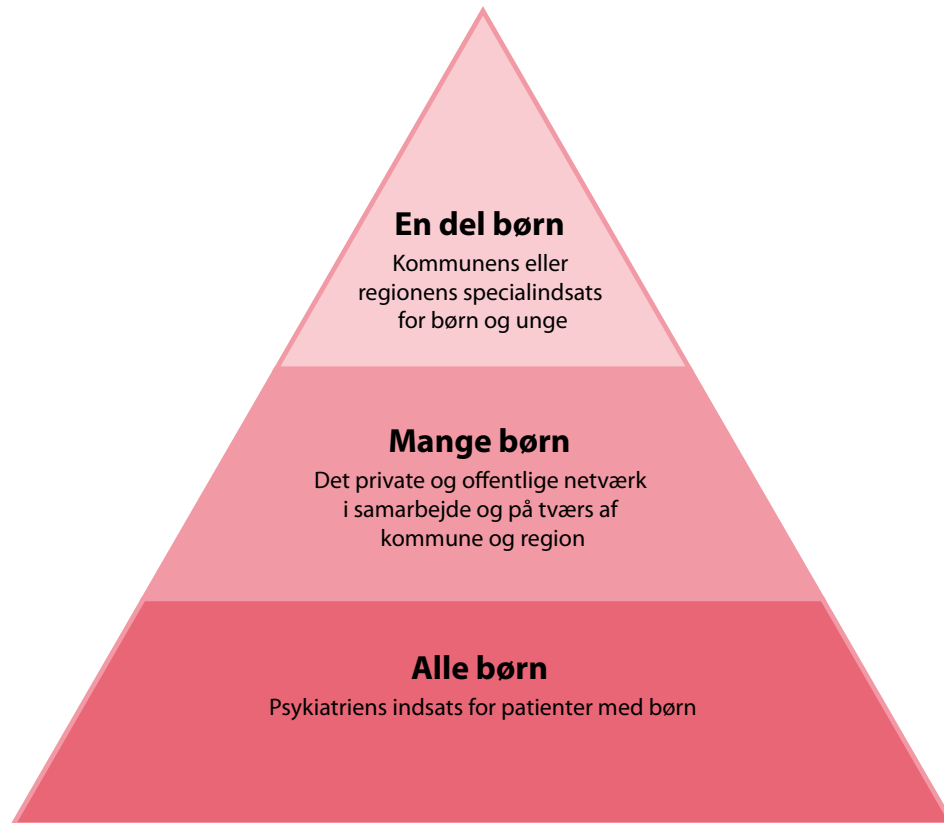 En del børn
Kommunens eller
regionens specialindsats
for børn og unge
Mange børn
Det private og offentlige netværk
i samarbejde og på tværs af
kommune og region
Alle børn
Psykiatriens indsats for patienter med børn